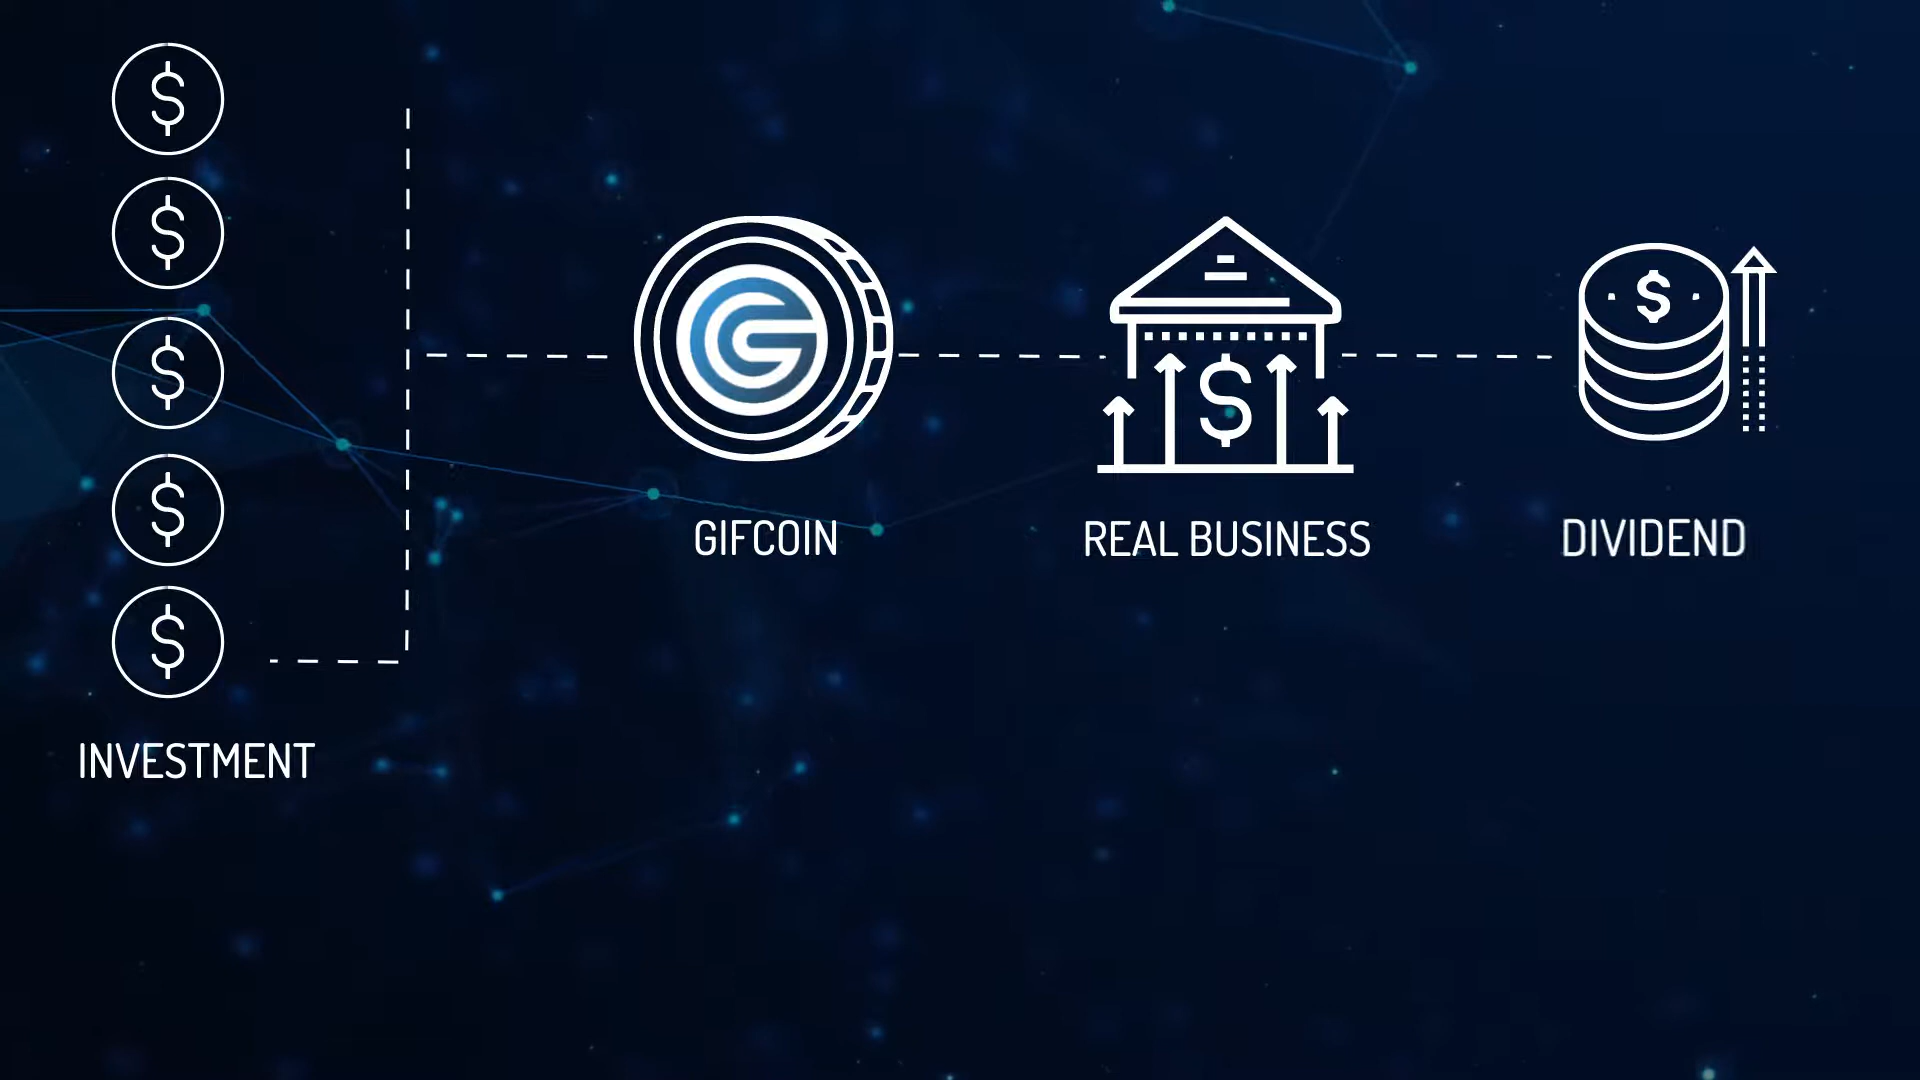 $
$
$
$
$
INVESTMENT
G
GIFCOIN
$
REAL BUSINESS
$
DIVIDEND